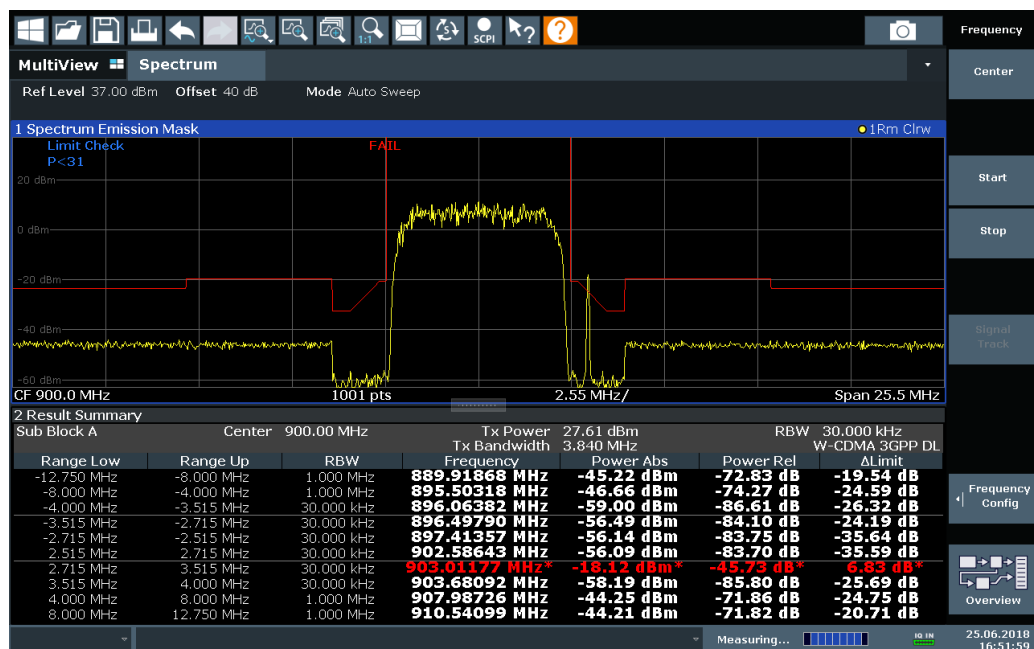 1:1
SCPI
?
?
Frequency
MultiView Spectrum
Center
Ref Level 37.00 dBm Offset 40 dB Mode Auto Sweep
1 Spectrum Emission Mask 1Rm Clrw
Limit Check FAIL
P<31
20 dBm
Start
0 dBm
Stop
-20 dBm
-40 dBm
Signal
Track
-60 dBm
CF 900.0 MHz 1001 pts 2.55 MHz/ Span 25.5 MHz
2 Result Summary
Sub Block A Center 900.00 MHz Tx Power 27.61 dBm RBW 30.000 kHz
Tx Bandwidth 3.840 MHz W-CDMA 3GPP DL
Range Low Range Up RBW Frequency Power Abs Power Rel ΔLimit
-12.750 MHz -8.000 MHz 1.000 MHz 889.91868 MHz -45.22 dBm -72.83 dB -19.54 dB
-8.000 MHz -4.000 MHz 1.000 MHz 895.50318 MHz -46.66 dBm -74.27 dB -24.59 dB
-4.000 MHz -3.515 MHz 30.000 kHz 896.06382 MHz -59.00 dBm -86.61 dB -26.32 dB
-3.515 MHz -2.715 MHz 30.000 kHz 896.49790 MHz -56.49 dBm -84.10 dB -24.19 dB
-2.715 MHz -2.515 MHz 30.000 kHz 897.41357 MHz -56.14 dBm -83.75 dB -35.64 dB
2.515 MHz 2.715 MHz 30.000 kHz 902.58643 MHz -56.09 dBm -83.70 dB -35.59 dB
2.715 MHz 3.515 MHz 30.000 kHz 903.01177 MHz* -18.12 dBm* -45.73 dB* 6.83 dB*
3.515 MHz 4.000 MHz 30.000 kHz 903.68092 MHz -58.19 dBm -85.80 dB -25.69 dB
4.000 MHz 8.000 MHz 1.000 MHz 907.98726 MHz -44.25 dBm -71.86 dB -24.75 dB
8.000 MHz 12.750 MHz 1.000 MHz 910.54099 MHz -44.21 dBm -71.82 dB -20.71 dB
Frequency
Config
Overview
Measuring... IQ IN 25.06.2018
16:51:59